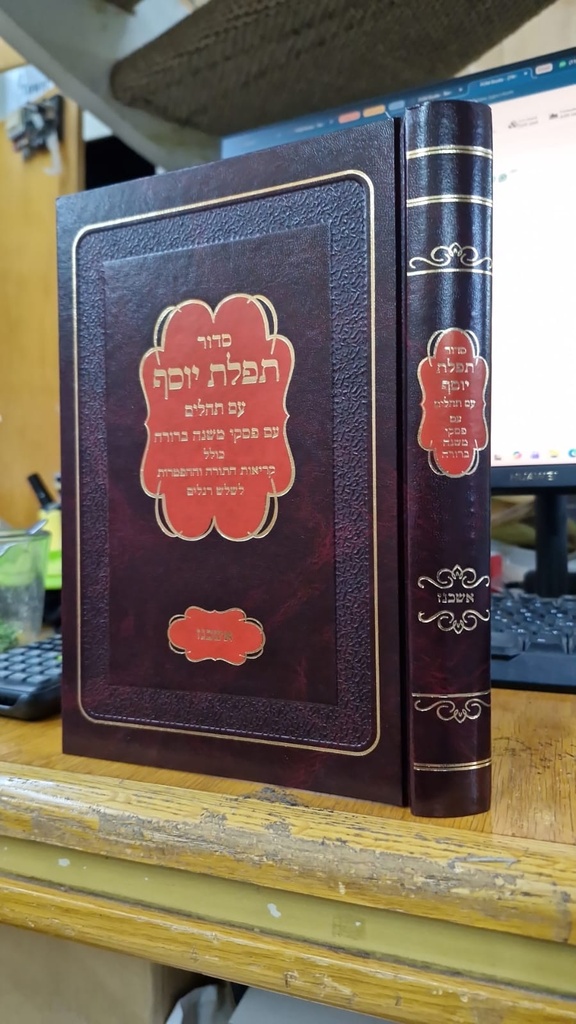 סדור
תפלת יוסף
עם תהלים
עם פסקי משנה ברורה
כולל
קריאות התורה וההפטרות
לשלש רגלים
אשכנז
סדור
תפלת
יוסף
עם תהלים
עם
פסקי
משנה
ברורה
אשכנז
HUAWEI